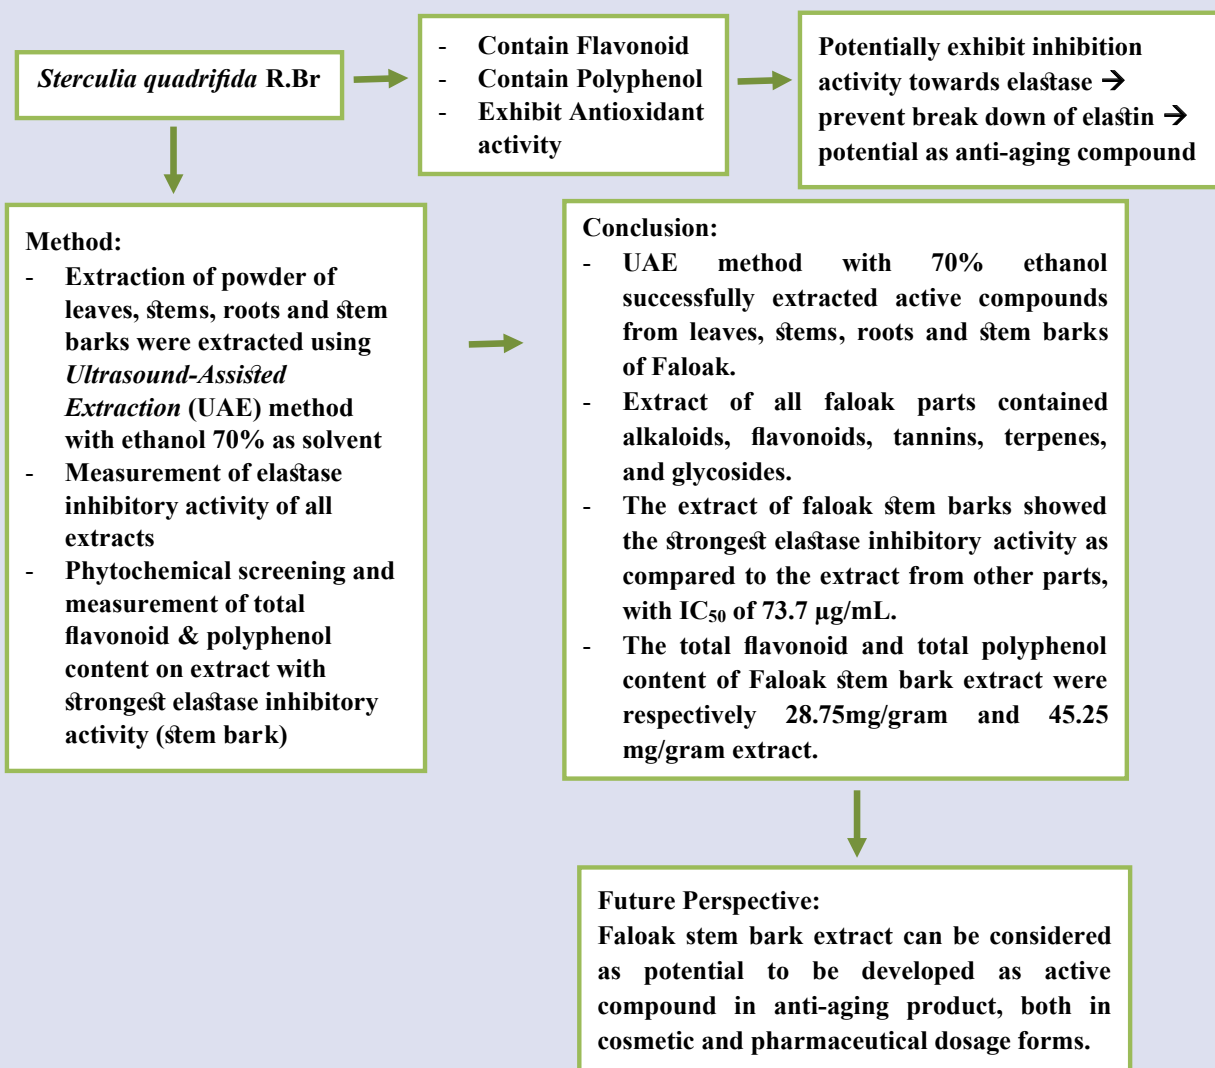 Sterculia quadrifida R.Br
- Contain Flavonoid
- Contain Polyphenol
- Exhibit Antioxidant
activity
Potentially exhibit inhibition
activity towards elastase →
prevent break down of elastin →
potential as anti-aging compound
Method:
- Extraction of powder of
leaves, stems, roots and stem
barks were extracted using
Ultrasound-Assisted
Extraction (UAE) method
with ethanol 70% as solvent
- Measurement of elastase
inhibitory activity of all
extracts
- Phytochemical screening and
measurement of total
flavonoid & polyphenol
content on extract with
strongest elastase inhibitory
activity (stem bark)
Conclusion:
- UAE method with 70% ethanol
successfully extracted active compounds
from leaves, stems, roots and stem barks
of Faloak.
- Extract of all faloak parts contained
alkaloids, flavonoids, tannins, terpenes,
and glycosides.
- The extract of faloak stem barks showed
the strongest elastase inhibitory activity as
compared to the extract from other parts,
with IC₅₀ of 73.7 µg/mL.
- The total flavonoid and total polyphenol
content of Faloak stem bark extract were
respectively 28.75mg/gram and 45.25
mg/gram extract.
Future Perspective:
Faloak stem bark extract can be considered
as potential to be developed as active
compound in anti-aging product, both in
cosmetic and pharmaceutical dosage forms.